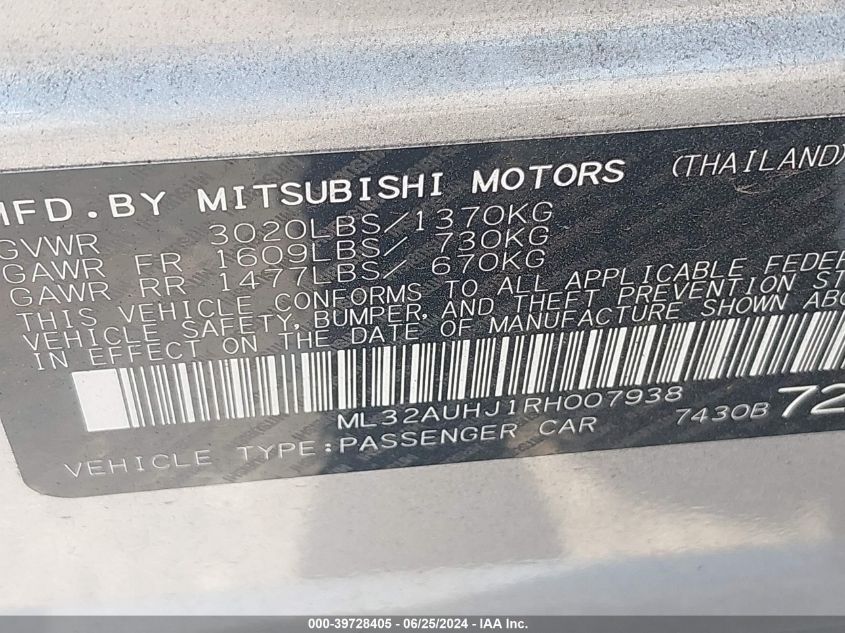 MFD.BY MITSUBISHI MOTORS (THAILAND)
GVWR 3020LBS/1370KG
GAWR FR 1609LBS/ 730KG
GAWR RR 1477LBS/ 670KG
THIS VEHICLE CONFORMS TO ALL APPLICABLE FEDER
VEHICLE SAFETY, BUMPER, AND THEFT PREVENTION ST
IN EFFECT ON THE DATE OF MANUFACTURE SHOWN ABO
ML32AUHJ1RH007938
VEHICLE TYPE:PASSENGER CAR 7430B 72
000-39728405 - 06/25/2024 - IAA Inc.